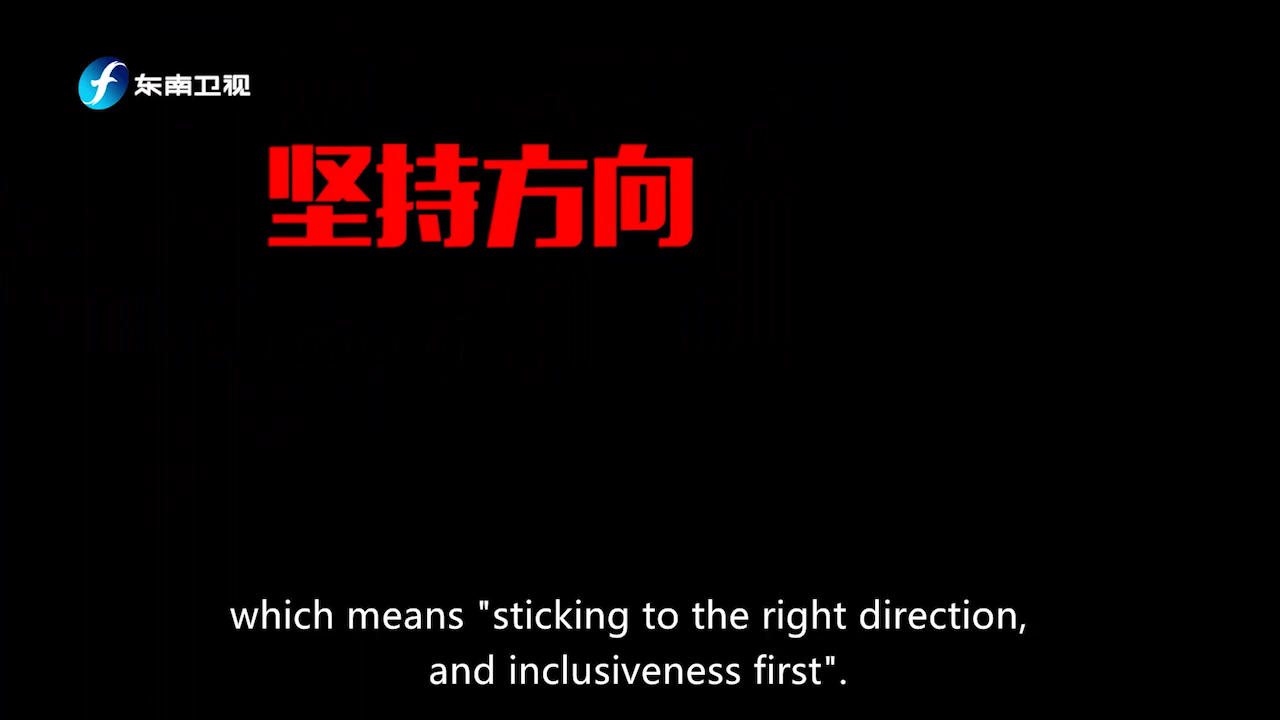 东南卫视
坚持方向
which means "sticking to the right direction,
and inclusiveness first".